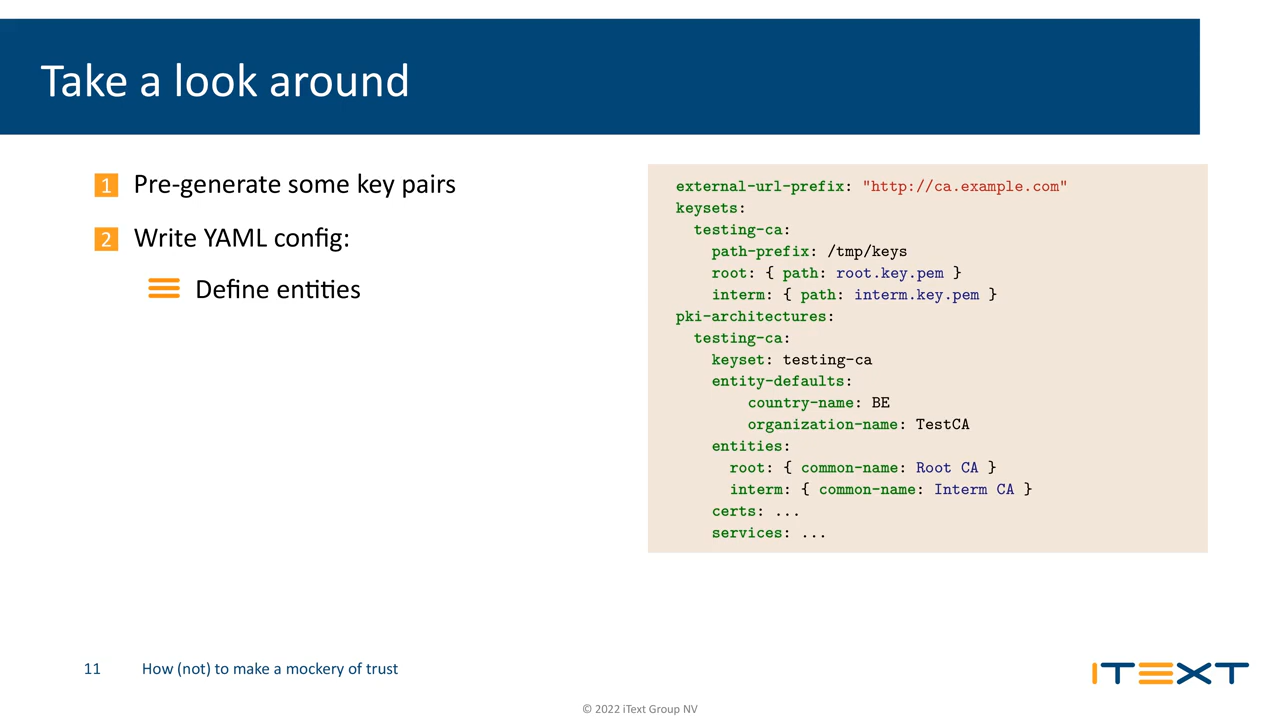 Take a look around
1 Pre-generate some key pairs
2 Write YAML config:
Define entities
external-url-prefix: "http://ca.example.com"
keysets:
  testing-ca:
    path-prefix: /tmp/keys
    root: { path: root.key.pem }
    interm: { path: interm.key.pem }
pki-architectures:
  testing-ca:
    keyset: testing-ca
    entity-defaults:
        country-name: BE
        organization-name: TestCA
    entities:
      root: { common-name: Root CA }
      interm: { common-name: Interm CA }
    certs: ...
    services: ...
11 How (not) to make a mockery of trust
ITEXT
© 2022 iText Group NV